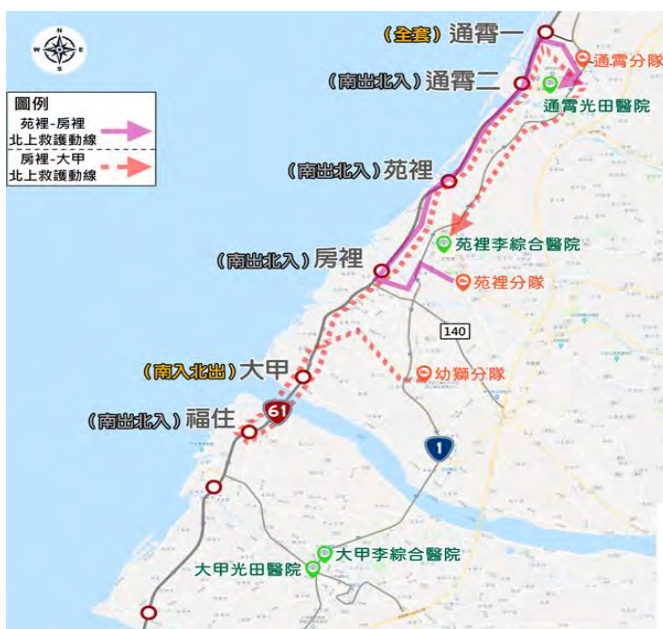 N
W
E
S
(全套) 通霄一
通霄分隊
(南出北入) 通霄二
通霄光田醫院
圖例
苑裡-房裡
北上救護動線
房裡-大甲
北上救護動線
(南出北入) 苑裡
苑裡李綜合醫院
(南出北入) 房裡
苑裡分隊
140
(南入北出) 大甲
幼獅分隊
61
(南出北入) 福住
1
大甲李綜合醫院
大甲光田醫院